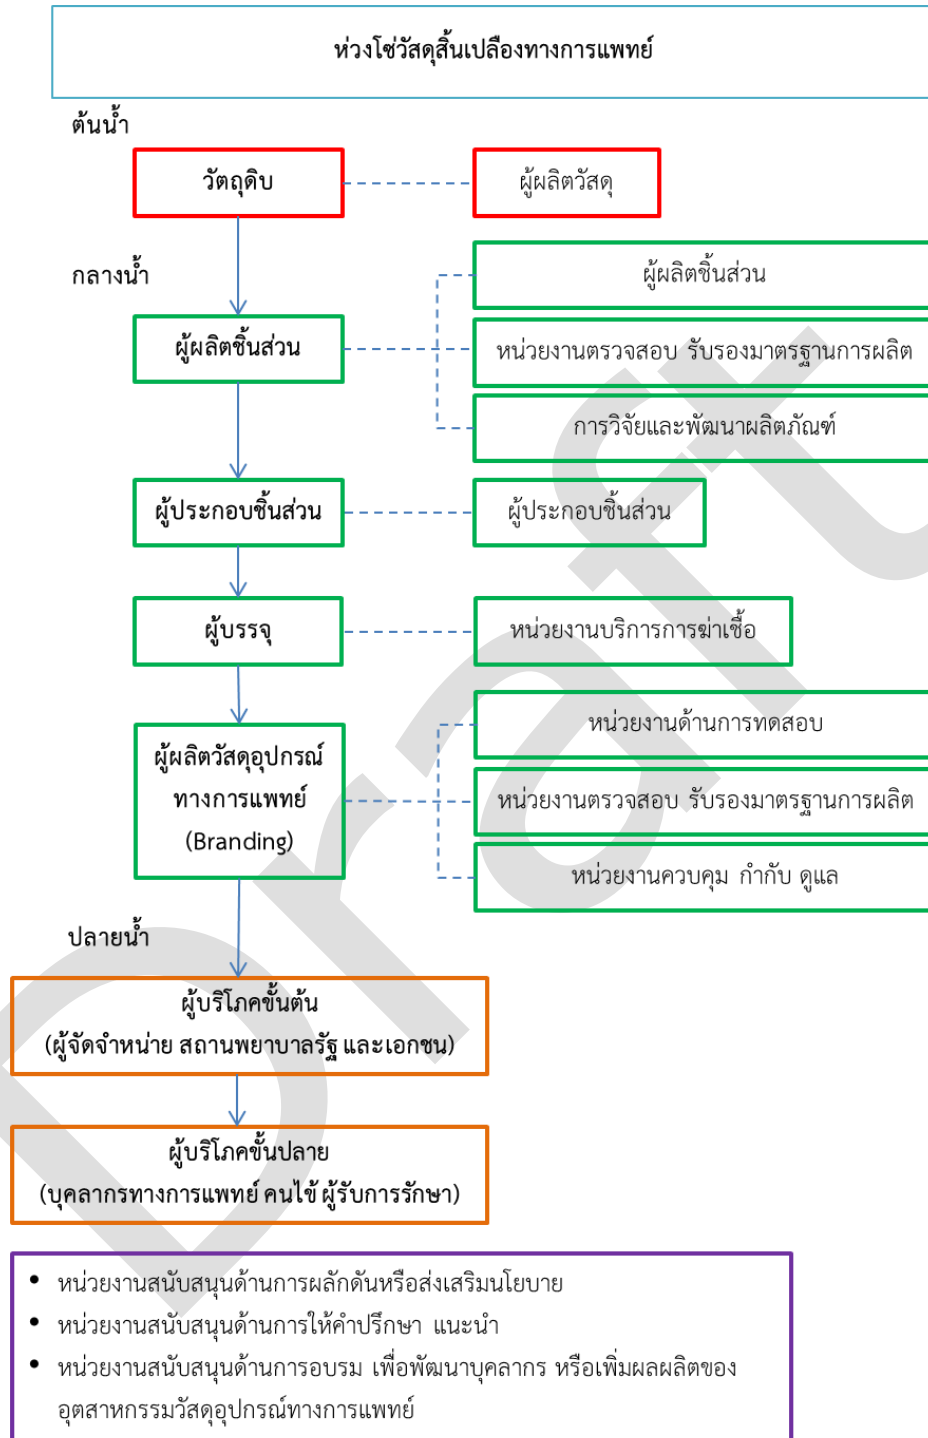 ห่วงโซ่วัสดุสิ้นเปลืองทางการแพทย์
ต้นน้ำ
วัตถุดิบ
ผู้ผลิตวัสดุ
กลางน้ำ
ผู้ผลิตชิ้นส่วน
ผู้ผลิตชิ้นส่วน
หน่วยงานตรวจสอบ รับรองมาตรฐานการผลิต
การวิจัยและพัฒนาผลิตภัณฑ์
ผู้ประกอบชิ้นส่วน
ผู้ประกอบชิ้นส่วน
ผู้บรรจุ
หน่วยงานบริการการฆ่าเชื้อ
ผู้ผลิตวัสดุอุปกรณ์
ทางการแพทย์
(Branding)
หน่วยงานด้านการทดสอบ
หน่วยงานตรวจสอบ รับรองมาตรฐานการผลิต
หน่วยงานควบคุม กำกับ ดูแล
ปลายน้ำ
ผู้บริโภคขั้นต้น
(ผู้จัดจำหน่าย สถานพยาบาลรัฐ และเอกชน)
ผู้บริโภคขั้นปลาย
(บุคลากรทางการแพทย์ คนไข้ ผู้รับการรักษา)
• หน่วยงานสนับสนุนด้านการผลักดันหรือส่งเสริมนโยบาย
• หน่วยงานสนับสนุนด้านการให้คำปรึกษา แนะนำ
• หน่วยงานสนับสนุนด้านการอบรม เพื่อพัฒนาบุคลากร หรือเพิ่มผลผลิตของ
อุตสาหกรรมวัสดุอุปกรณ์ทางการแพทย์
Draft